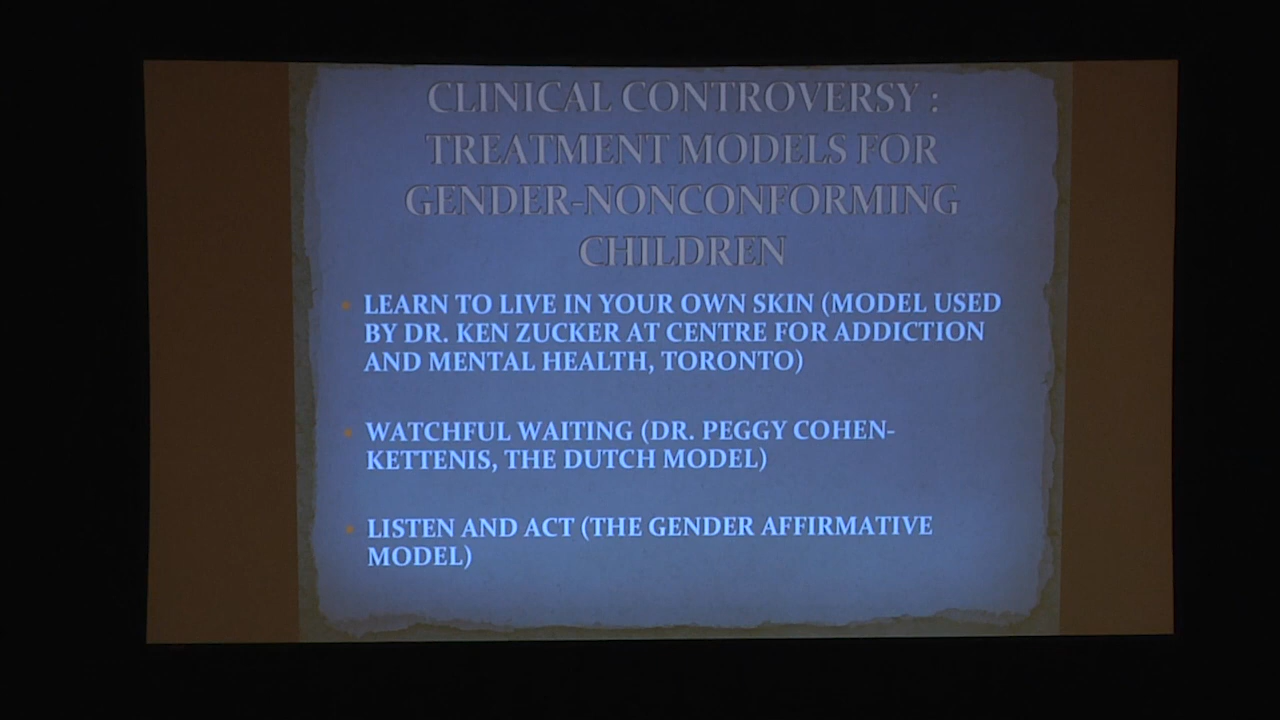 CLINICAL CONTROVERSY :
TREATMENT MODELS FOR
GENDER-NONCONFORMING
CHILDREN
LEARN TO LIVE IN YOUR OWN SKIN (MODEL USED
BY DR. KEN ZUCKER AT CENTRE FOR ADDICTION
AND MENTAL HEALTH, TORONTO)
WATCHFUL WAITING (DR. PEGGY COHEN-
KETTENIS, THE DUTCH MODEL)
LISTEN AND ACT (THE GENDER AFFIRMATIVE
MODEL)